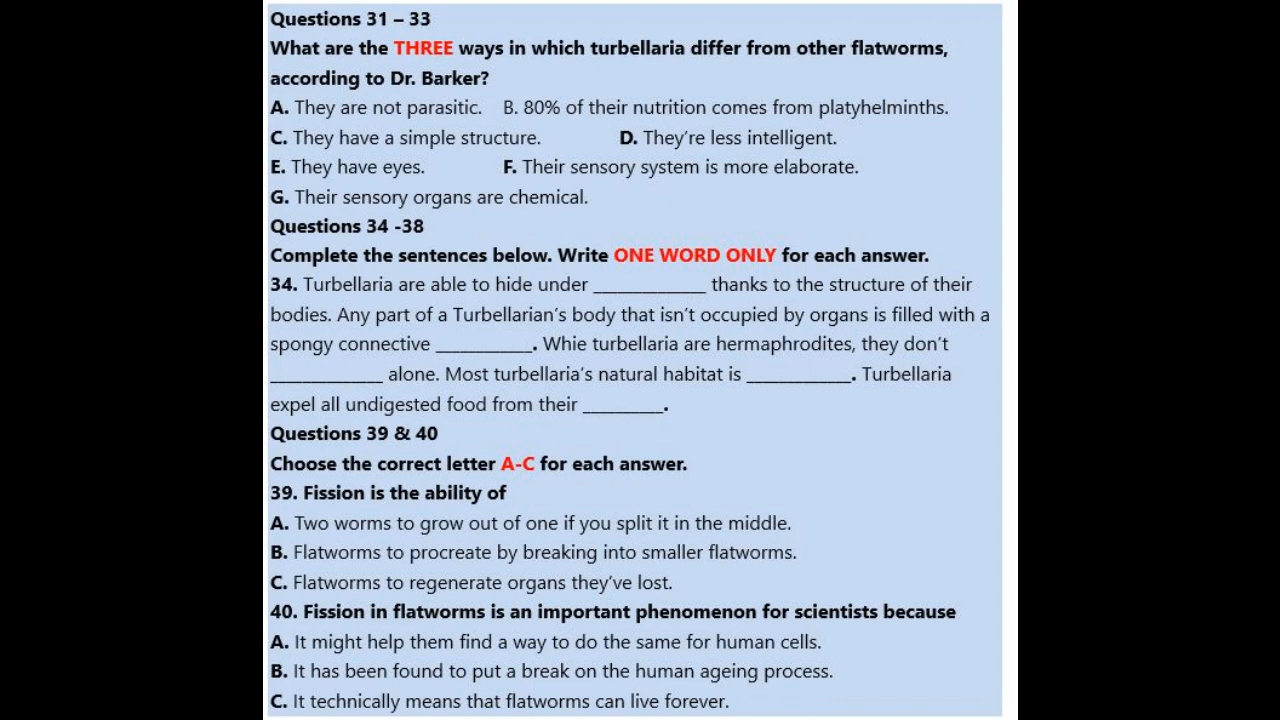 Questions 31 – 33
What are the THREE ways in which turbellaria differ from other flatworms,
according to Dr. Barker?
A. They are not parasitic. B. 80% of their nutrition comes from platyhelminths.
C. They have a simple structure. D. They’re less intelligent.
E. They have eyes. F. Their sensory system is more elaborate.
G. Their sensory organs are chemical.
Questions 34 -38
Complete the sentences below. Write ONE WORD ONLY for each answer.
34. Turbellaria are able to hide under ______________ thanks to the structure of their
bodies. Any part of a Turbellarian’s body that isn’t occupied by organs is filled with a
spongy connective ____________. Whie turbellaria are hermaphrodites, they don’t
______________ alone. Most turbellaria’s natural habitat is _____________. Turbellaria
expel all undigested food from their __________.
Questions 39 & 40
Choose the correct letter A-C for each answer.
39. Fission is the ability of
A. Two worms to grow out of one if you split it in the middle.
B. Flatworms to procreate by breaking into smaller flatworms.
C. Flatworms to regenerate organs they’ve lost.
40. Fission in flatworms is an important phenomenon for scientists because
A. It might help them find a way to do the same for human cells.
B. It has been found to put a break on the human ageing process.
C. It technically means that flatworms can live forever.